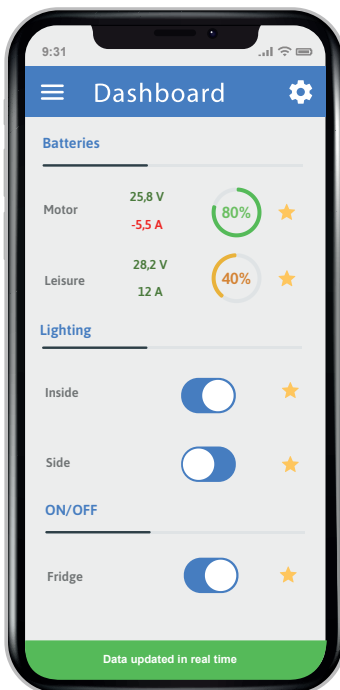 9:31
Dashboard
Batteries
Motor
25,8 V
-5,5 A
80%
Leisure
28,2 V
12 A
40%
Lighting
Inside
Side
ON/OFF
Fridge
Data updated in real time